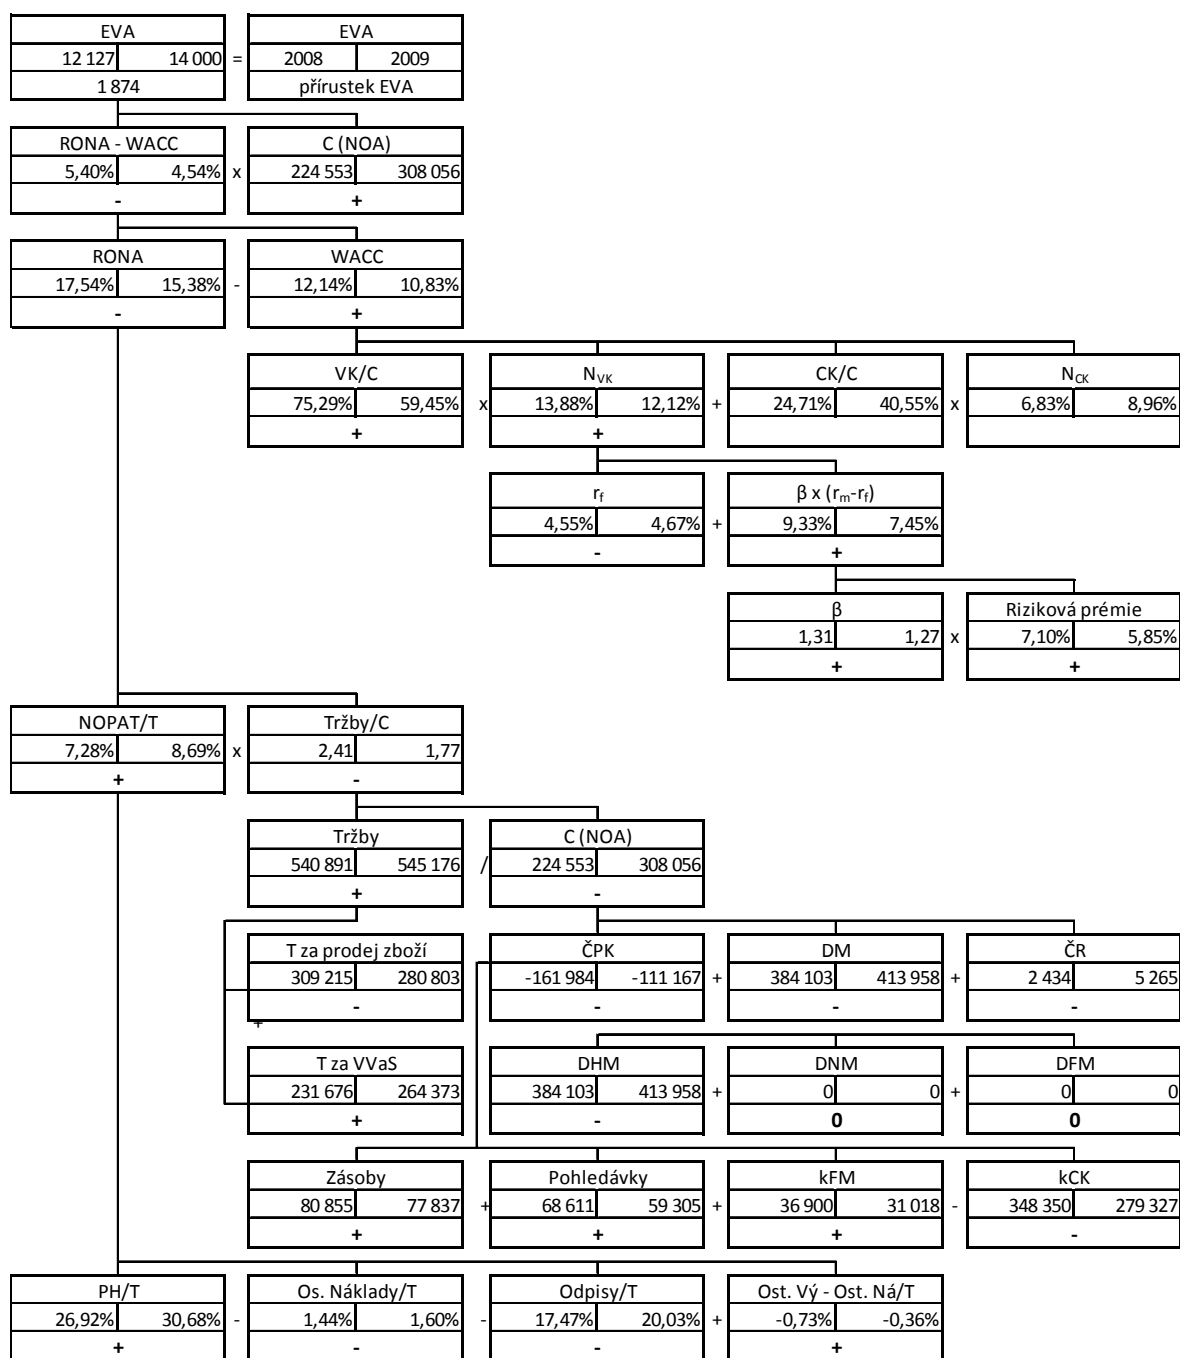 EVA EVA
12 127 14 000 = 2008 2009
1 874 přírustek EVA
RONA - WACC C (NOA)
5,40% 4,54% x 224 553 308 056
- +
RONA WACC
17,54% 15,38% - 12,14% 10,83%
- +
VK/C N_VK CK/C N_CK
75,29% 59,45% x 13,88% 12,12% + 24,71% 40,55% x 6,83% 8,96%
+ +
r_f β x (r_m-r_f)
4,55% 4,67% + 9,33% 7,45%
- +
β Riziková prémie
1,31 1,27 x 7,10% 5,85%
+ +
NOPAT/T Tržby/C
7,28% 8,69% x 2,41 1,77
+ -
Tržby C (NOA)
540 891 545 176 / 224 553 308 056
+ -
T za prodej zboží ČPK DM ČR
309 215 280 803 -161 984 -111 167 + 384 103 413 958 + 2 434 5 265
- - - -
+
T za VVaS DHM DNM DFM
231 676 264 373 384 103 413 958 + 0 0 + 0 0
+ - 0 0
Zásoby Pohledávky kFM kCK
80 855 77 837 + 68 611 59 305 + 36 900 31 018 - 348 350 279 327
+ + + -
PH/T Os. Náklady/T Odpisy/T Ost. Vý - Ost. Ná/T
26,92% 30,68% - 1,44% 1,60% - 17,47% 20,03% + -0,73% -0,36%
+ - - +